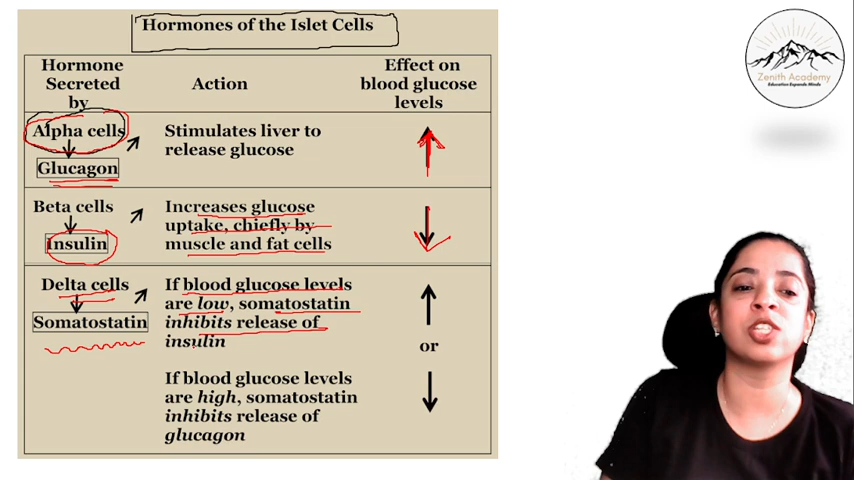 Hormones of the Islet Cells
Hormone
Secreted
by
Action
Effect on
blood glucose
levels
Alpha cells
Glucagon
Stimulates liver to
release glucose
Beta cells
insulin
Increases glucose
uptake, chiefly by
muscle and fat cells
Delta cells
Somatostatin
If blood glucose levels
are low, somatostatin
inhibits release of
insulin
or
If blood glucose levels
are high, somatostatin
inhibits release of
glucagon
Zenith Academy
Education Expands Minds